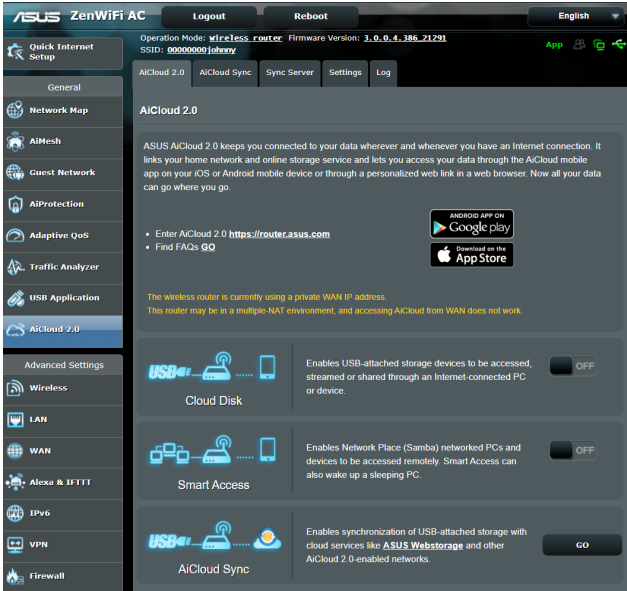 ASUS ZenWiFi AC Logout Reboot English
Quick Internet Setup
Operation Mode: Wireless router Firmware Version: 3.0.0.4.386_21291
SSID: 00000000johnny
App
AiCloud 2.0 AiCloud Sync Sync Server Settings Log
General
Network Map
AiMesh
Guest Network
AiProtection
Adaptive QoS
Traffic Analyzer
USB Application
AiCloud 2.0
Advanced Settings
Wireless
LAN
WAN
Alexa & IFTTT
IPv6
VPN
Firewall
AiCloud 2.0
ASUS AiCloud 2.0 keeps you connected to your data wherever and whenever you have an Internet connection. It
links your home network and online storage service and lets you access your data through the AiCloud mobile
app on your iOS or Android mobile device or through a personalized web link in a web browser. Now all your data
can go where you go.
• Enter AiCloud 2.0 https://router.asus.com
• Find FAQs GO
ANDROID APP ON
Google play
Download on the
App Store
The wireless router is currently using a private WAN IP address.
This router may be in a multiple-NAT environment, and accessing AiCloud from WAN does not work.
USB
Cloud Disk
Enables USB-attached storage devices to be accessed,
streamed or shared through an Internet-connected PC
or device.
OFF
Smart Access
Enables Network Place (Samba) networked PCs and
devices to be accessed remotely. Smart Access can
also wake up a sleeping PC.
OFF
USB
AiCloud Sync
Enables synchronization of USB-attached storage with
cloud services like ASUS Webstorage and other
AiCloud 2.0-enabled networks.
GO